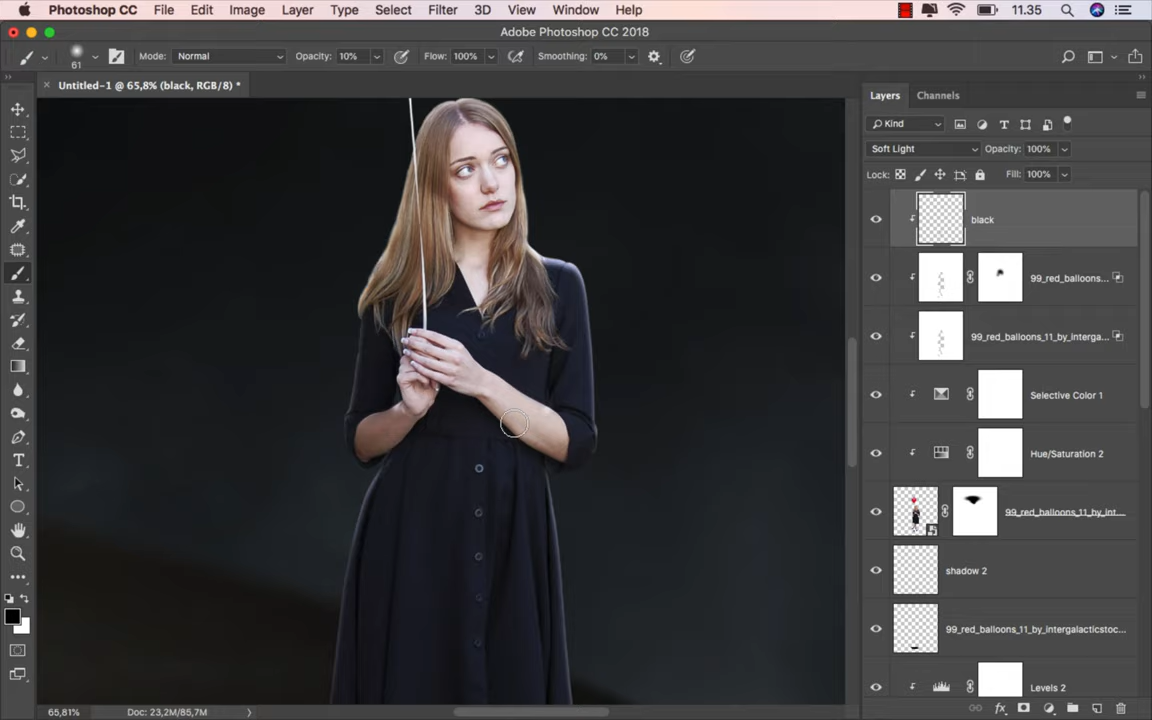 Photoshop CC File Edit Image Layer Type Select Filter 3D View Window Help 11.35
Adobe Photoshop CC 2018
61 Mode: Normal Opacity: 10% Flow: 100% Smoothing: 0%
Untitled-1 @ 65,8% (black, RGB/8) *
Layers Channels
Kind
Soft Light Opacity: 100%
Lock: Fill: 100%
black
99_red_balloons...
99_red_balloons_11_by_interga...
Selective Color 1
Hue/Saturation 2
99_red_balloons_11_by_int...
shadow 2
99_red_balloons_11_by_intergalacticstoc...
Levels 2
65,81% Doc: 23,2M/85,7M